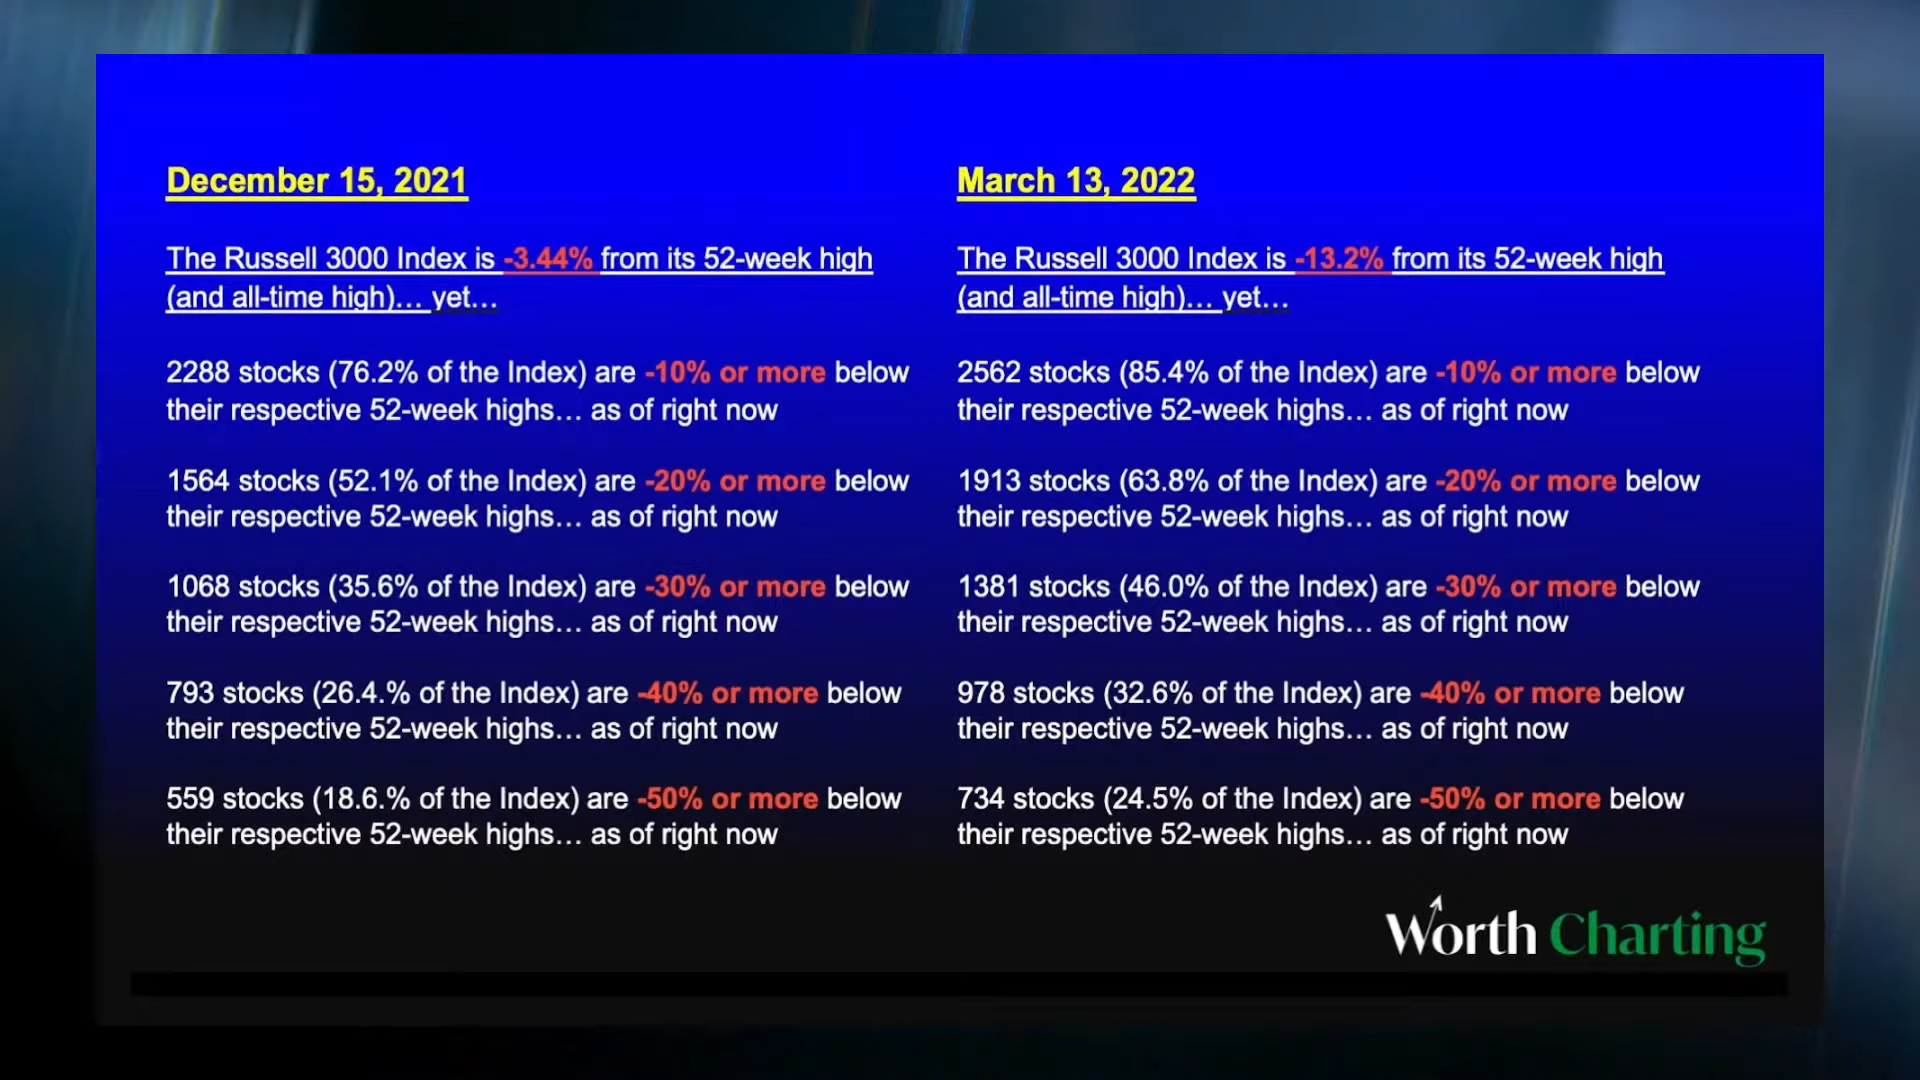 December 15, 2021
The Russell 3000 Index is -3.44% from its 52-week high
(and all-time high)... yet...
2288 stocks (76.2% of the Index) are -10% or more below
their respective 52-week highs... as of right now
1564 stocks (52.1% of the Index) are -20% or more below
their respective 52-week highs... as of right now
1068 stocks (35.6% of the Index) are -30% or more below
their respective 52-week highs... as of right now
793 stocks (26.4.% of the Index) are -40% or more below
their respective 52-week highs... as of right now
559 stocks (18.6.% of the Index) are -50% or more below
their respective 52-week highs... as of right now
March 13, 2022
The Russell 3000 Index is -13.2% from its 52-week high
(and all-time high)... yet...
2562 stocks (85.4% of the Index) are -10% or more below
their respective 52-week highs... as of right now
1913 stocks (63.8% of the Index) are -20% or more below
their respective 52-week highs... as of right now
1381 stocks (46.0% of the Index) are -30% or more below
their respective 52-week highs... as of right now
978 stocks (32.6% of the Index) are -40% or more below
their respective 52-week highs... as of right now
734 stocks (24.5% of the Index) are -50% or more below
their respective 52-week highs... as of right now
Worth Charting